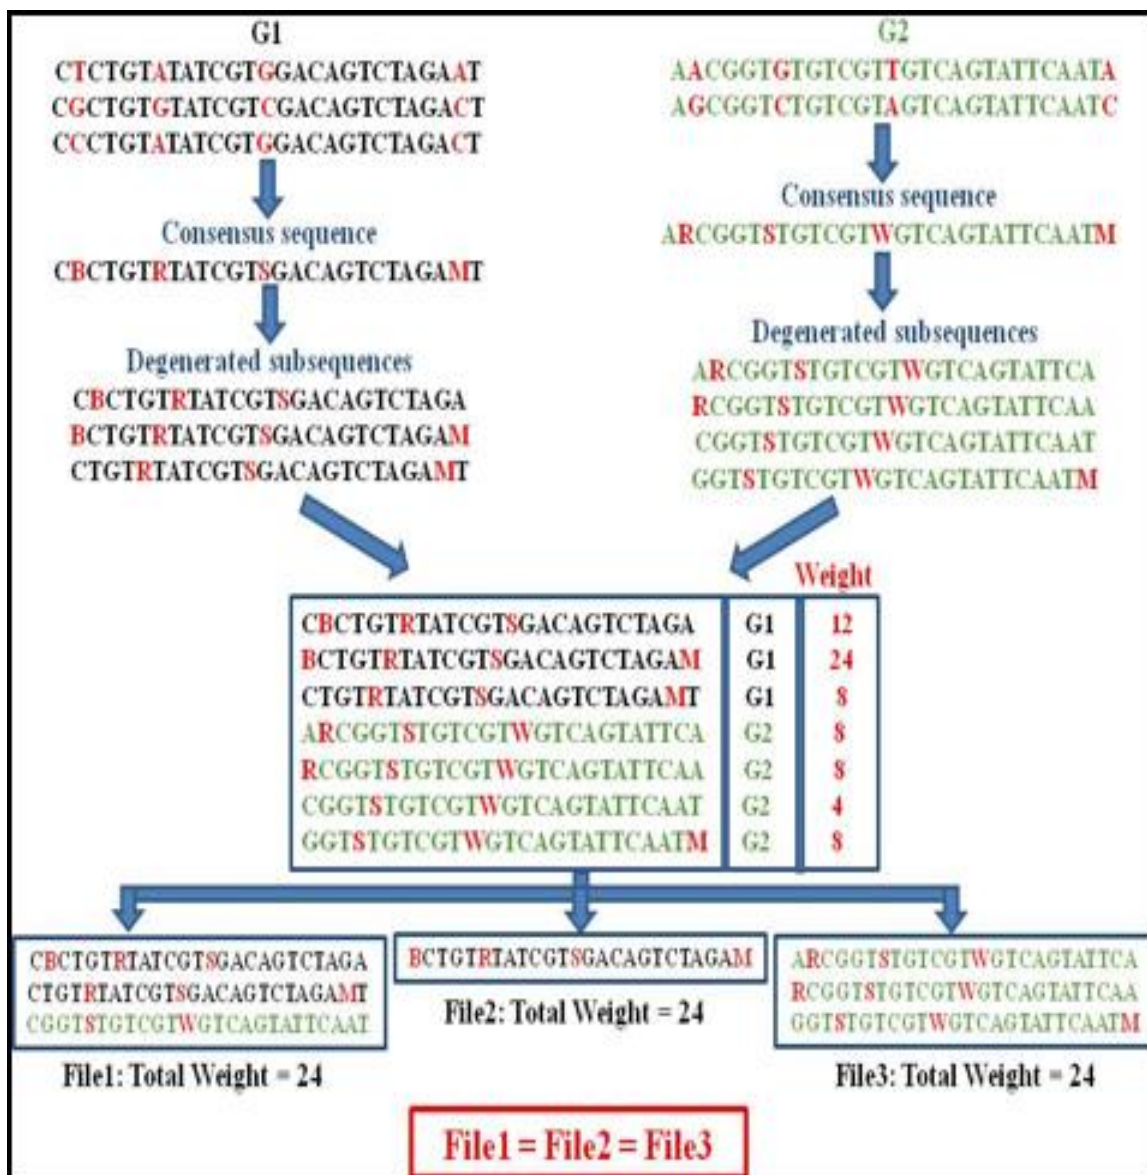 G1
CTCTGTATATCGTGGACAGTCTAGAAT
CGCTGTGTATCGTCGACAGTCTAGACT
CCCTGTATATCGTGGACAGTCTAGACT
Consensus sequence
CBCTGTRTATCGTSGACAGTCTAGAMT
Degenerated subsequences
CBCTGTRTATCGTSGACAGTCTAGA
BCTGTRTATCGTSGACAGTCTAGAM
CTGTRTATCGTSGACAGTCTAGAMT
G2
AACGGTGTGTCGTTGTCAGTATTCAATA
AGCGGTCTGTCGTAGTCAGTATTCAATC
Consensus sequence
ARCGGTSTGTCGTWGTCAGTATTCAATM
Degenerated subsequences
ARCGGTSTGTCGTWGTCAGTATTCA
RCGGTSTGTCGTWGTCAGTATTCAA
CGGTSTGTCGTWGTCAGTATTCAAT
GGTSTGTCGTWGTCAGTATTCAATM
Weight
CBCTGTRTATCGTSGACAGTCTAGA G1 12
BCTGTRTATCGTSGACAGTCTAGAM G1 24
CTGTRTATCGTSGACAGTCTAGAMT G1 8
ARCGGTSTGTCGTWGTCAGTATTCA G2 8
RCGGTSTGTCGTWGTCAGTATTCAA G2 8
CGGTSTGTCGTWGTCAGTATTCAAT G2 4
GGTSTGTCGTWGTCAGTATTCAATM G2 8
CBCTGTRTATCGTSGACAGTCTAGA
CTGTRTATCGTSGACAGTCTAGAMT
CGGTSTGTCGTWGTCAGTATTCAAT
File1: Total Weight = 24
BCTGTRTATCGTSGACAGTCTAGAM
File2: Total Weight = 24
ARCGGTSTGTCGTWGTCAGTATTCA
RCGGTSTGTCGTWGTCAGTATTCAA
GGTSTGTCGTWGTCAGTATTCAATM
File3: Total Weight = 24
File1 = File2 = File3